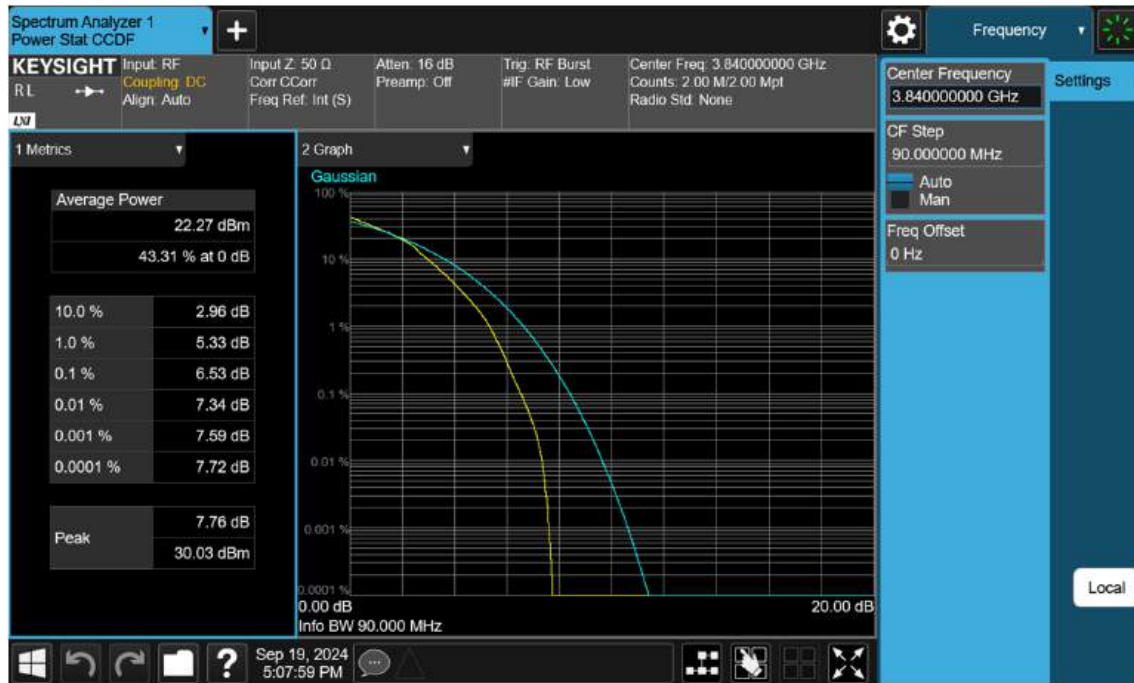 Spectrum Analyzer 1
Power Stat CCDF
Frequency
KEYSIGHT
RL
LXI
Input: RF
Coupling: DC
Align: Auto
Input Z: 50 Ω
Corr CCorr
Freq Ref: Int (S)
Atten: 16 dB
Preamp: Off
Trig: RF Burst
#IF Gain: Low
Center Freq: 3.840000000 GHz
Counts: 2.00 M/2.00 Mpt
Radio Std: None
Center Frequency
3.840000000 GHz
Settings
CF Step
90.000000 MHz
Auto
Man
Freq Offset
0 Hz
1 Metrics
Average Power
22.27 dBm
43.31 % at 0 dB
10.0 % 2.96 dB
1.0 % 5.33 dB
0.1 % 6.53 dB
0.01 % 7.34 dB
0.001 % 7.59 dB
0.0001 % 7.72 dB
Peak
7.76 dB
30.03 dBm
2 Graph
Gaussian
100 %
10 %
1 %
0.1 %
0.01 %
0.001 %
0.0001 %
0.00 dB 20.00 dB
Info BW 90.000 MHz
Local
?
Sep 19, 2024
5:07:59 PM